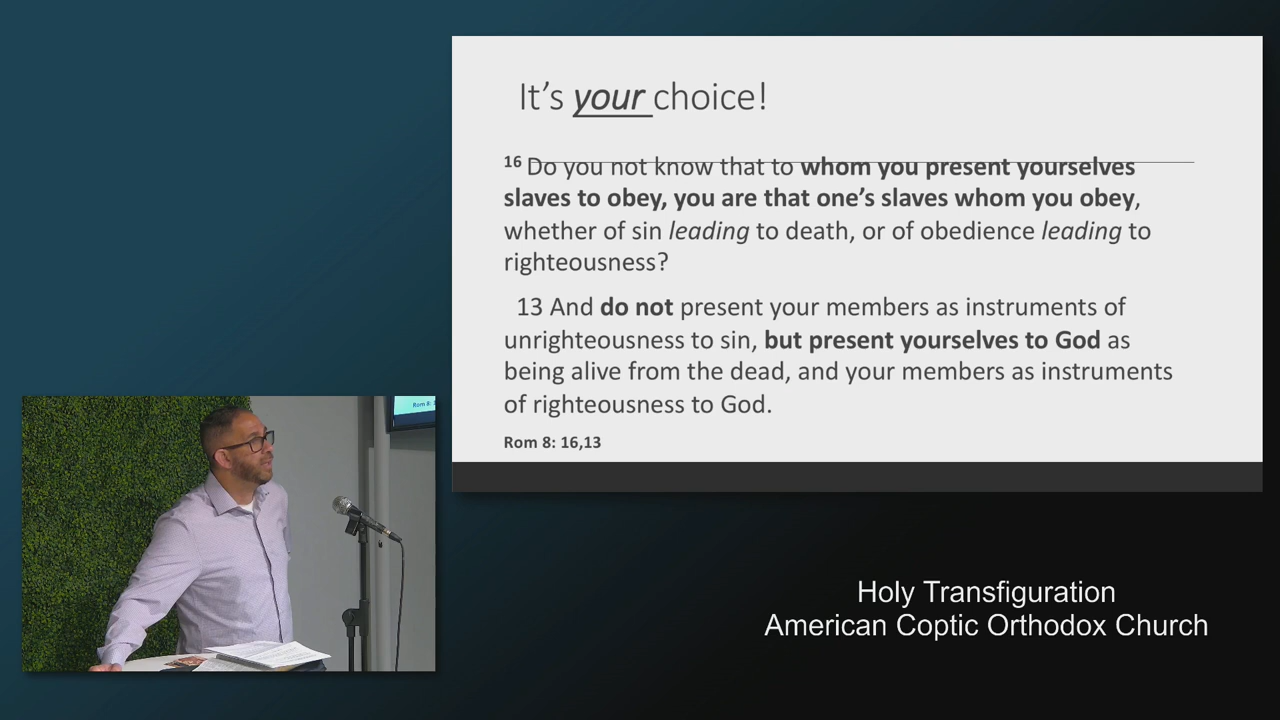 It’s your choice!
16 Do you not know that to whom you present yourselves
slaves to obey, you are that one’s slaves whom you obey,
whether of sin leading to death, or of obedience leading to
righteousness?
13 And do not present your members as instruments of
unrighteousness to sin, but present yourselves to God as
being alive from the dead, and your members as instruments
of righteousness to God.
Rom 8: 16,13
Rom 8:
Holy Transfiguration
American Coptic Orthodox Church